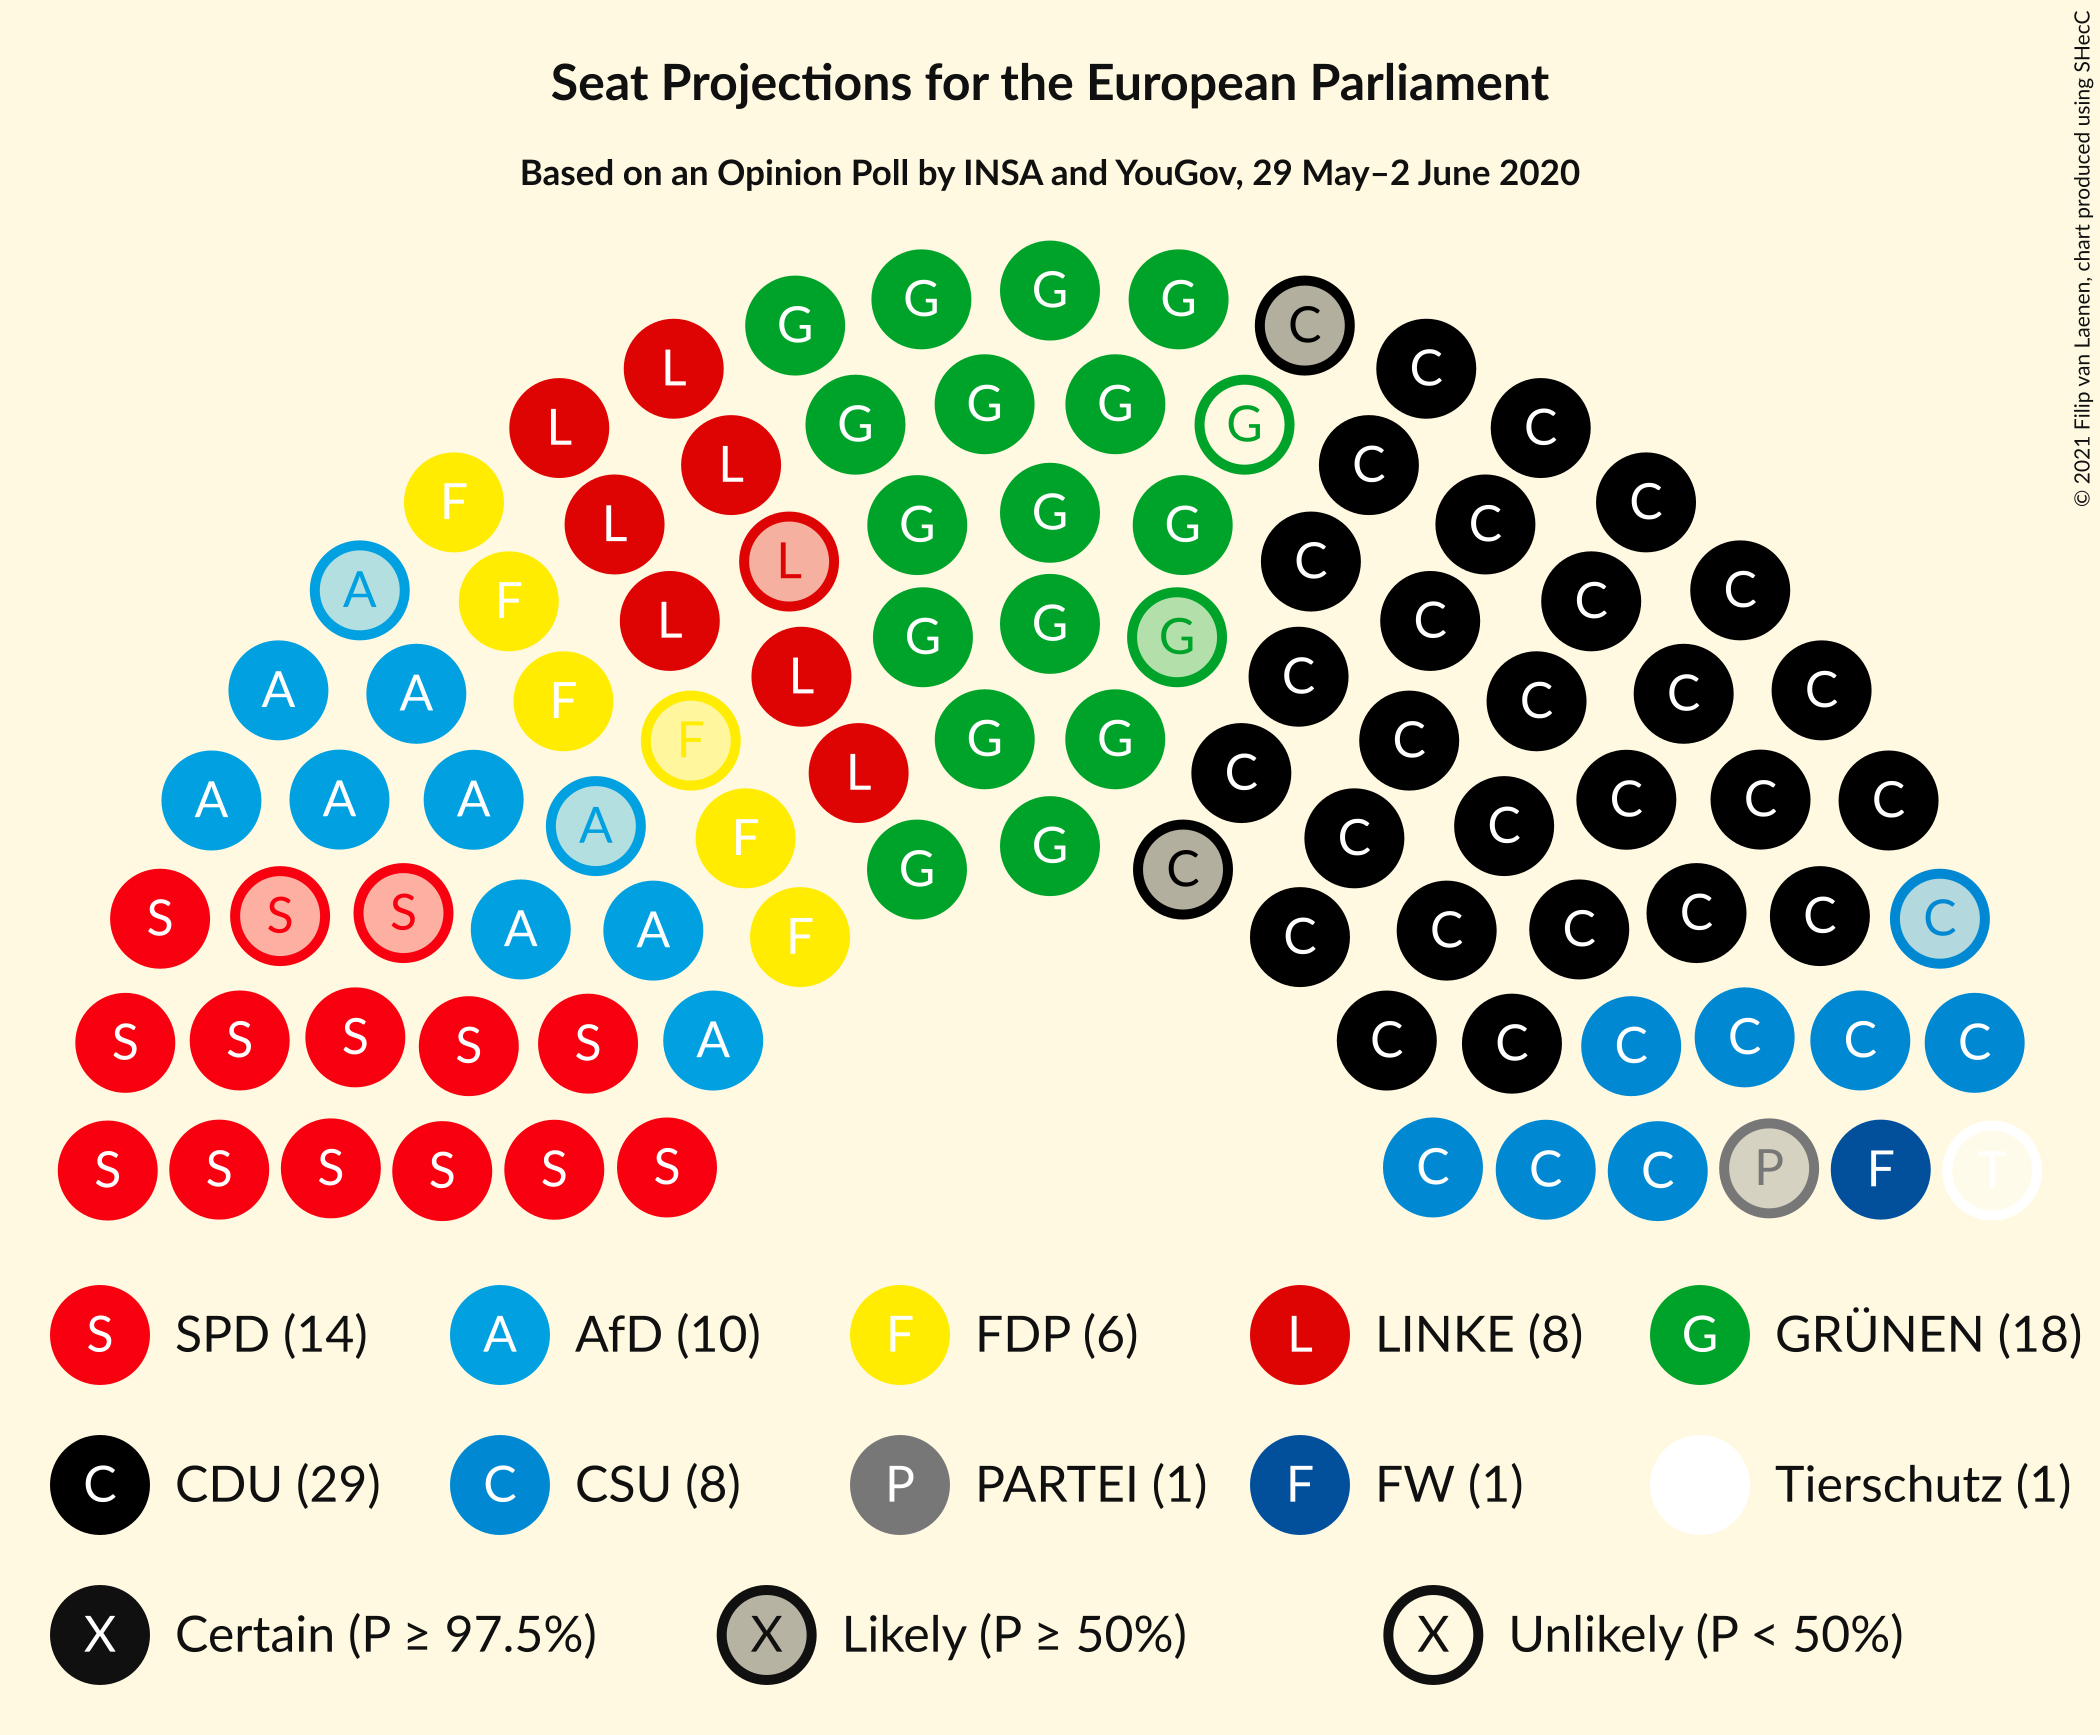 Seat Projections for the European Parliament
Based on an Opinion Poll by INSA and YouGov, 29 May–2 June 2020
© 2021 Filip van Laenen, chart produced using SHecC
G G G G C
L G G G G C C
L L G G G C C C
F L L G G G C C C
A F L L G G C C C
A A F F L G G C C C C
A A A A F C C C C C C
S S S A A F C C C C C C
S S S S S A C C C C C C
S S S S S S C C C P F T
S SPD (14) A AfD (10) F FDP (6) L LINKE (8) G GRÜNEN (18)
C CDU (29) C CSU (8) P PARTEI (1) F FW (1) Tierschutz (1)
X Certain (P ≥ 97.5%) X Likely (P ≥ 50%) X Unlikely (P < 50%)